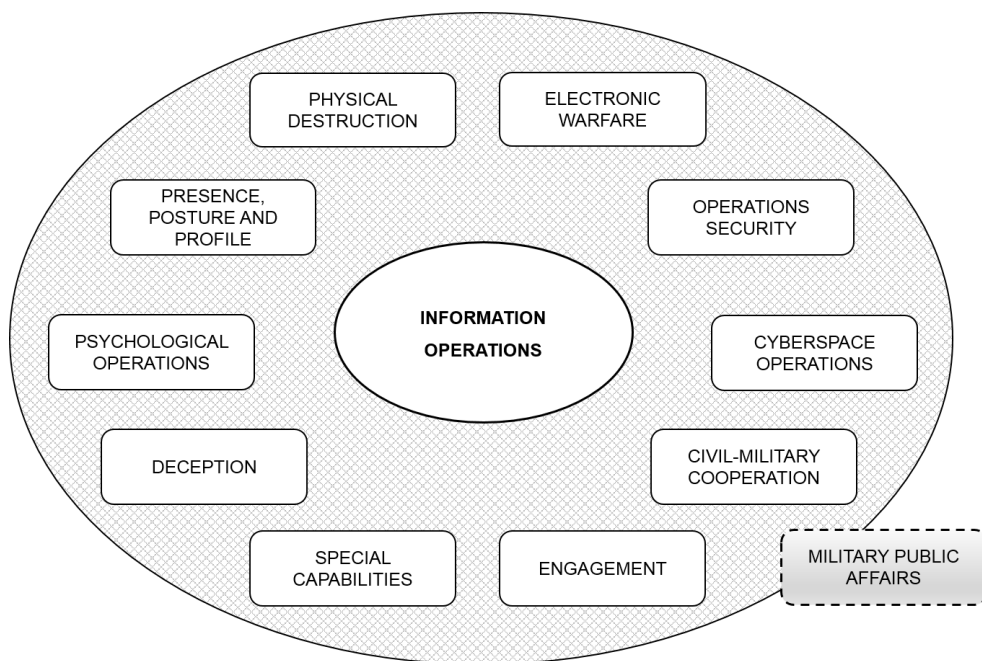 PHYSICAL
DESTRUCTION
ELECTRONIC
WARFARE
PRESENCE,
POSTURE AND
PROFILE
OPERATIONS
SECURITY
INFORMATION
OPERATIONS
PSYCHOLOGICAL
OPERATIONS
CYBERSPACE
OPERATIONS
DECEPTION
CIVIL-MILITARY
COOPERATION
SPECIAL
CAPABILITIES
ENGAGEMENT
MILITARY PUBLIC
AFFAIRS